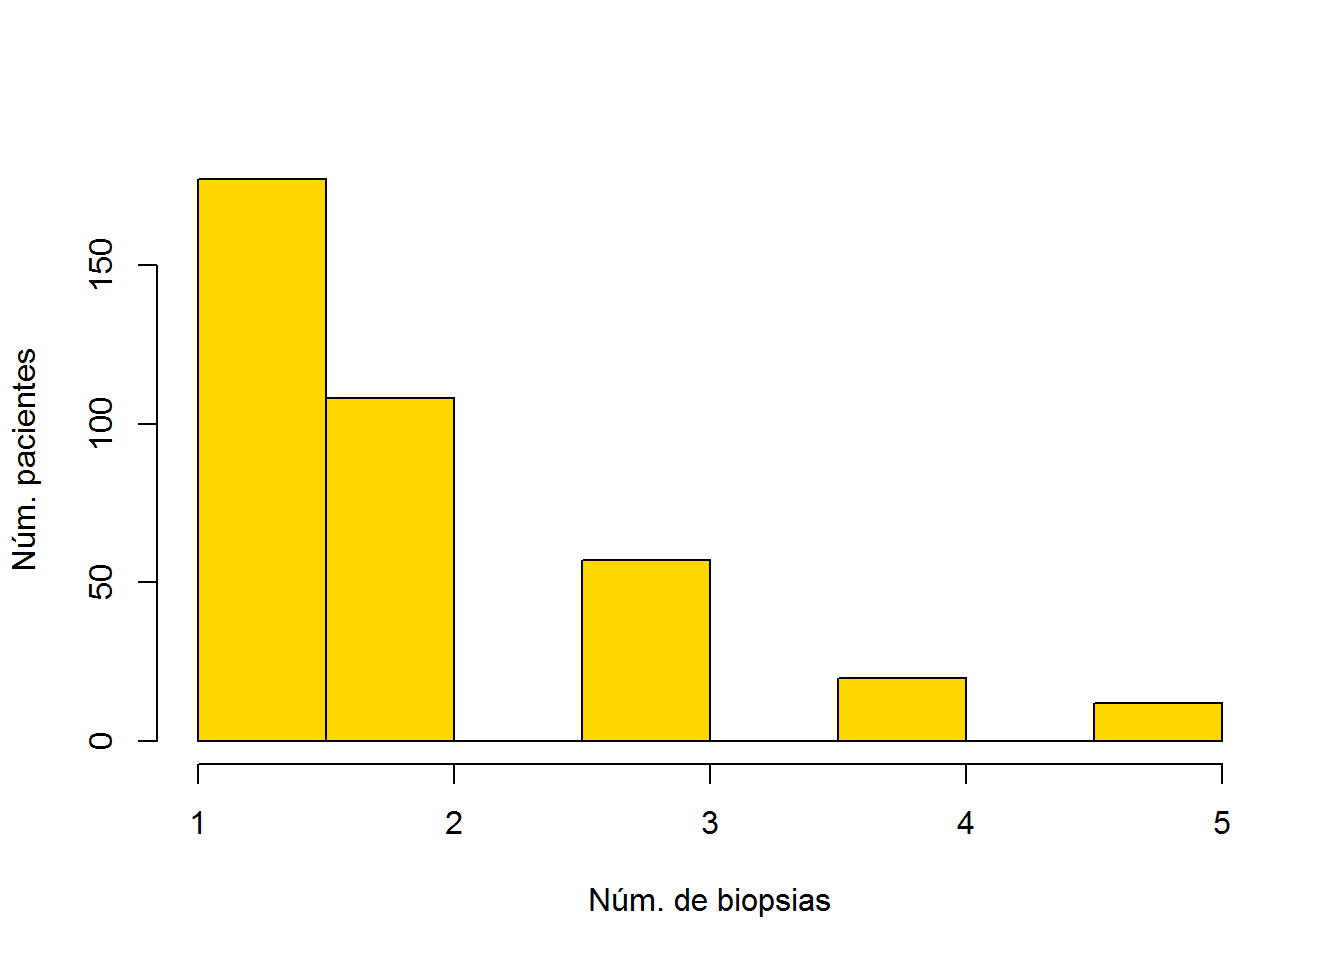 Núm. pacientes
150
100
50
0
1 2 3 4 5
Núm. de biopsias